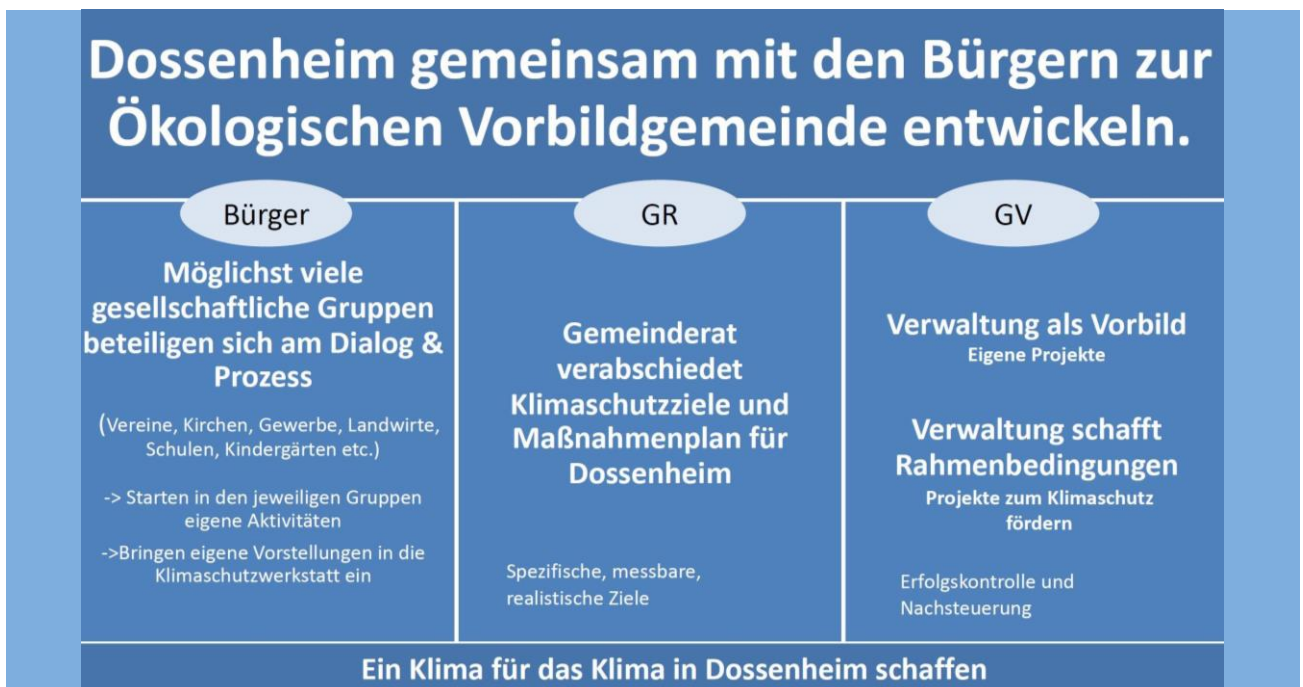 Dossenheim gemeinsam mit den Bürgern zur
Ökologischen Vorbildgemeinde entwickeln.
Bürger
Möglichst viele
gesellschaftliche Gruppen
beteiligen sich am Dialog &
Prozess
(Vereine, Kirchen, Gewerbe, Landwirte,
Schulen, Kindergärten etc.)
-> Starten in den jeweiligen Gruppen
eigene Aktivitäten
->Bringen eigene Vorstellungen in die
Klimaschutzwerkstatt ein
GR
Gemeinderat
verabschiedet
Klimaschutzziele und
Maßnahmenplan für
Dossenheim
Spezifische, messbare,
realistische Ziele
GV
Verwaltung als Vorbild
Eigene Projekte
Verwaltung schafft
Rahmenbedingungen
Projekte zum Klimaschutz
fördern
Erfolgskontrolle und
Nachsteuerung
Ein Klima für das Klima in Dossenheim schaffen